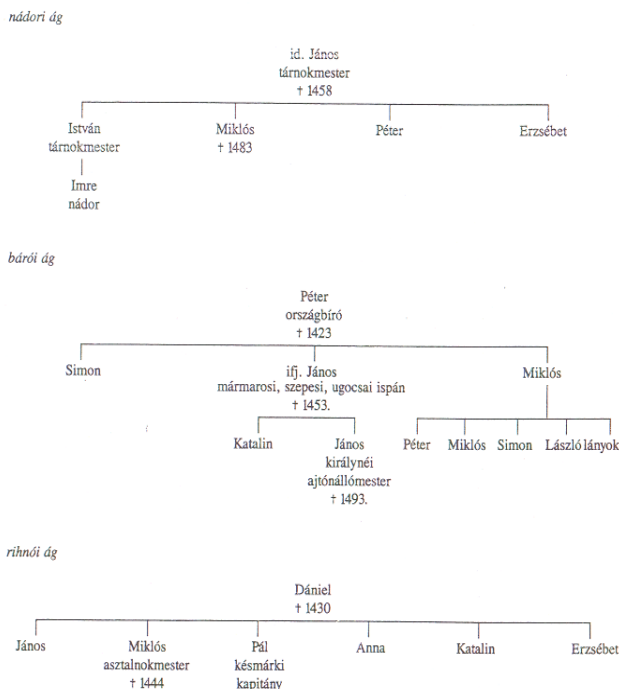 nádori ág
id. János
tárnokmester
† 1458
István
tárnokmester
Miklós
† 1483
Péter
Erzsébet
Imre
nádor
bárói ág
Péter
országbíró
† 1423
Simon
ifj. János
mármarosi, szepesi, ugocsai ispán
† 1453.
Miklós
Katalin
János
királynéi
ajtónállómester
† 1493.
Péter
Miklós
Simon
László
lányok
rihnói ág
Dániel
† 1430
János
Miklós
asztalnokmester
† 1444
Pál
késmárki
kapitány
Anna
Katalin
Erzsébet